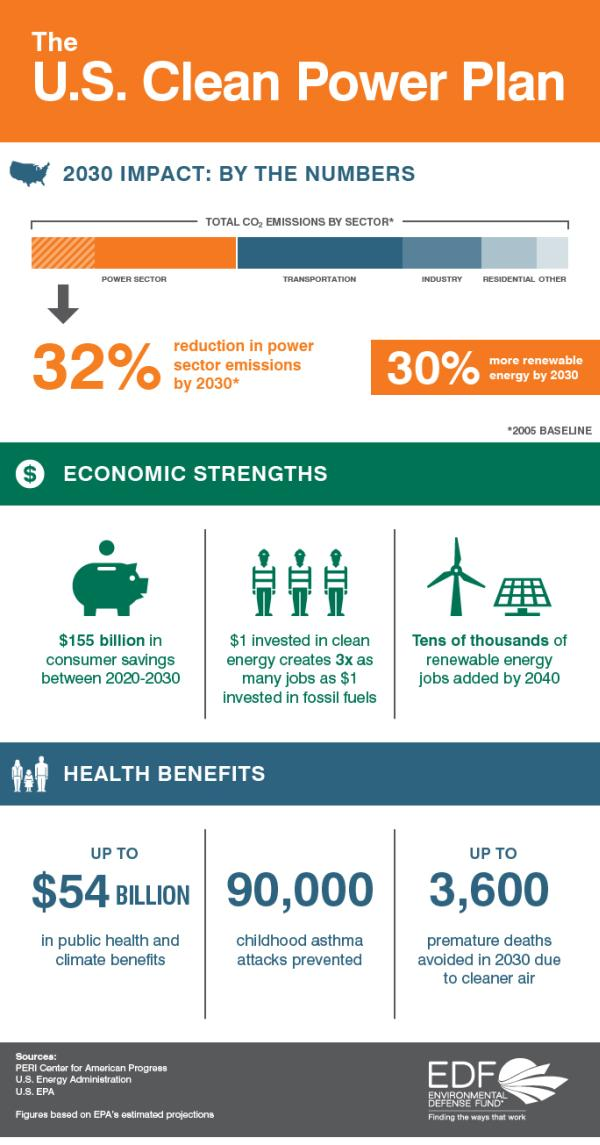 The
U.S. Clean Power Plan
2030 IMPACT: BY THE NUMBERS
TOTAL CO₂ EMISSIONS BY SECTOR*
POWER SECTOR
TRANSPORTATION
INDUSTRY
RESIDENTIAL
OTHER
32%
reduction in power
sector emissions
by 2030*
30%
more renewable
energy by 2030
*2005 BASELINE
$
ECONOMIC STRENGTHS
$155 billion in
consumer savings
between 2020-2030
$1 invested in clean
energy creates 3x as
many jobs as $1
invested in fossil fuels
Tens of thousands of
renewable energy
jobs added by 2040
HEALTH BENEFITS
UP TO
$54 BILLION
in public health and
climate benefits
90,000
childhood asthma
attacks prevented
UP TO
3,600
premature deaths
avoided in 2030 due
to cleaner air
Sources:
PERI Center for American Progress
U.S. Energy Administration
U.S. EPA
Figures based on EPA's estimated projections
EDF
ENVIRONMENTAL
DEFENSE FUND®
Finding the ways that work